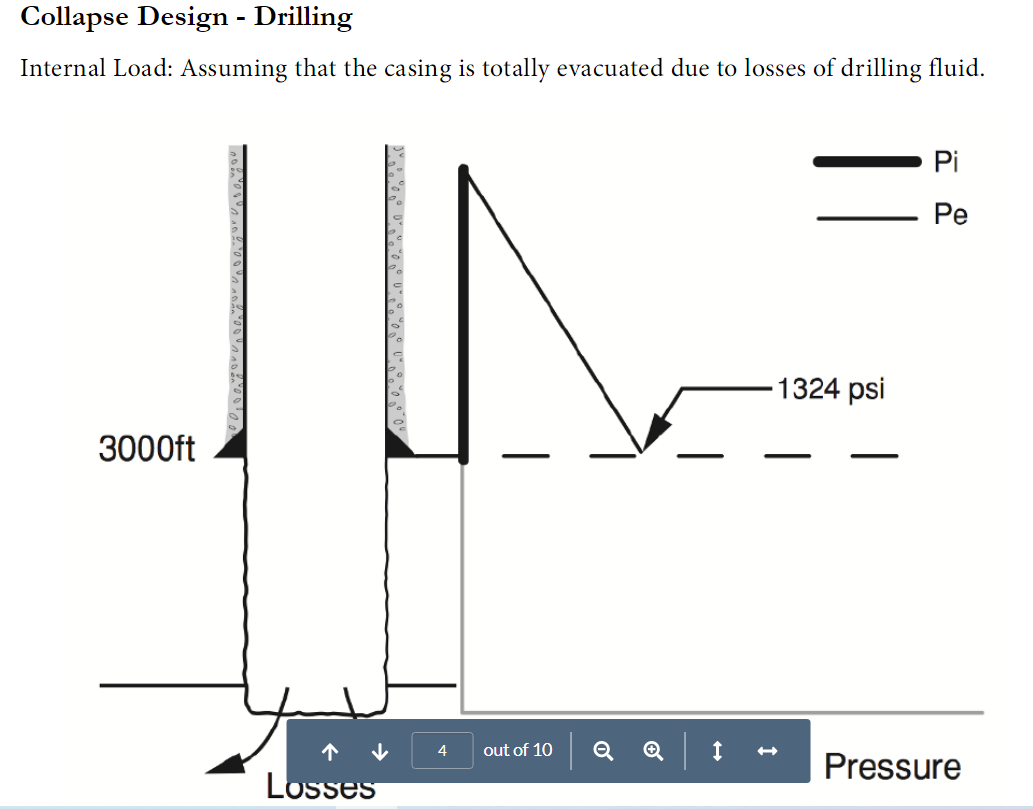 Collapse Design - Drilling
Internal Load: Assuming that the casing is totally evacuated due to losses of drilling fluid.
Pi
Pe
1324 psi
3000ft
4 out of 10
Pressure
Losses